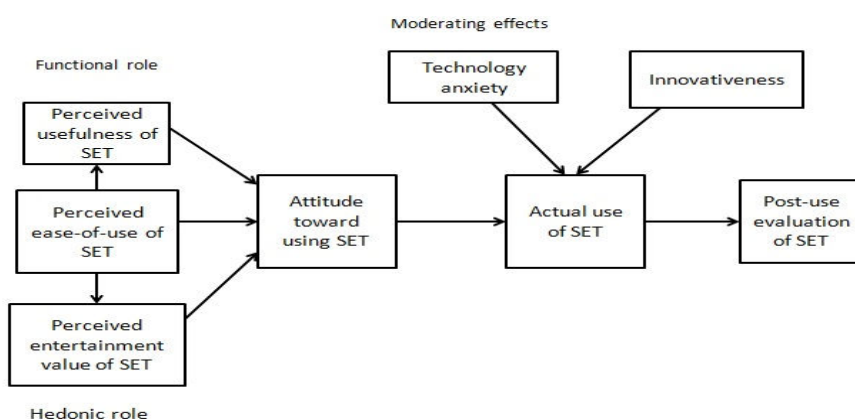 Moderating effects
Functional role
Technology
anxiety
Innovativeness
Perceived
usefulness of
SET
Perceived
ease-of-use of
SET
Attitude
toward
using SET
Actual use
of SET
Post-use
evaluation
of SET
Perceived
entertainment
value of SET
Hedonic role